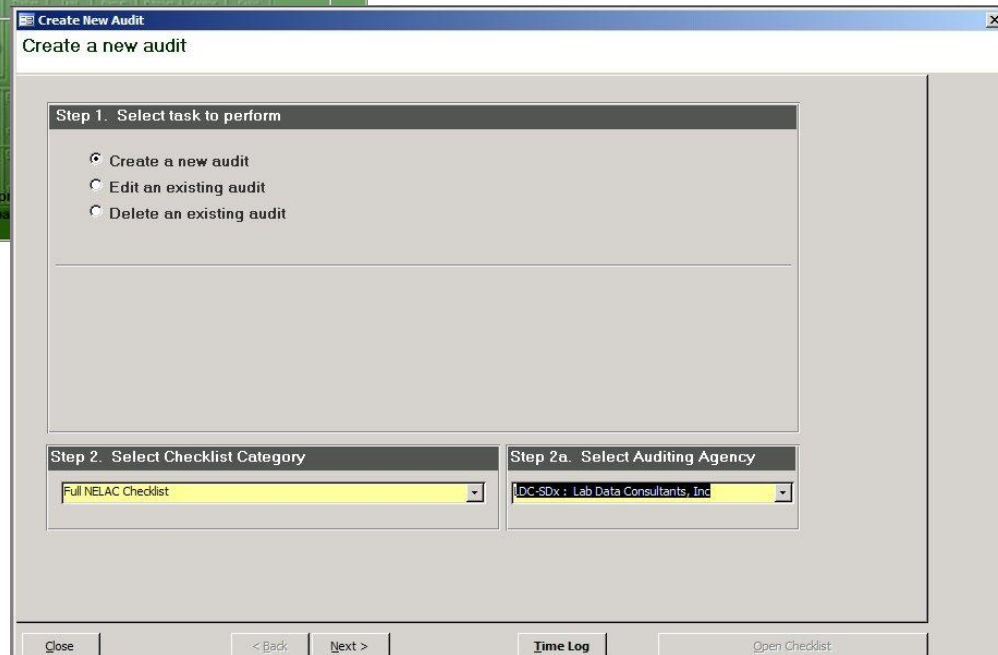 Create New Audit
Create a new audit
Step 1. Select task to perform
Create a new audit
Edit an existing audit
Delete an existing audit
Step 2. Select Checklist Category
Step 2a. Select Auditing Agency
Full NELAC Checklist
LDC-SDx : Lab Data Consultants, Inc
Close
< Back
Next >
Time Log
Open Checklist